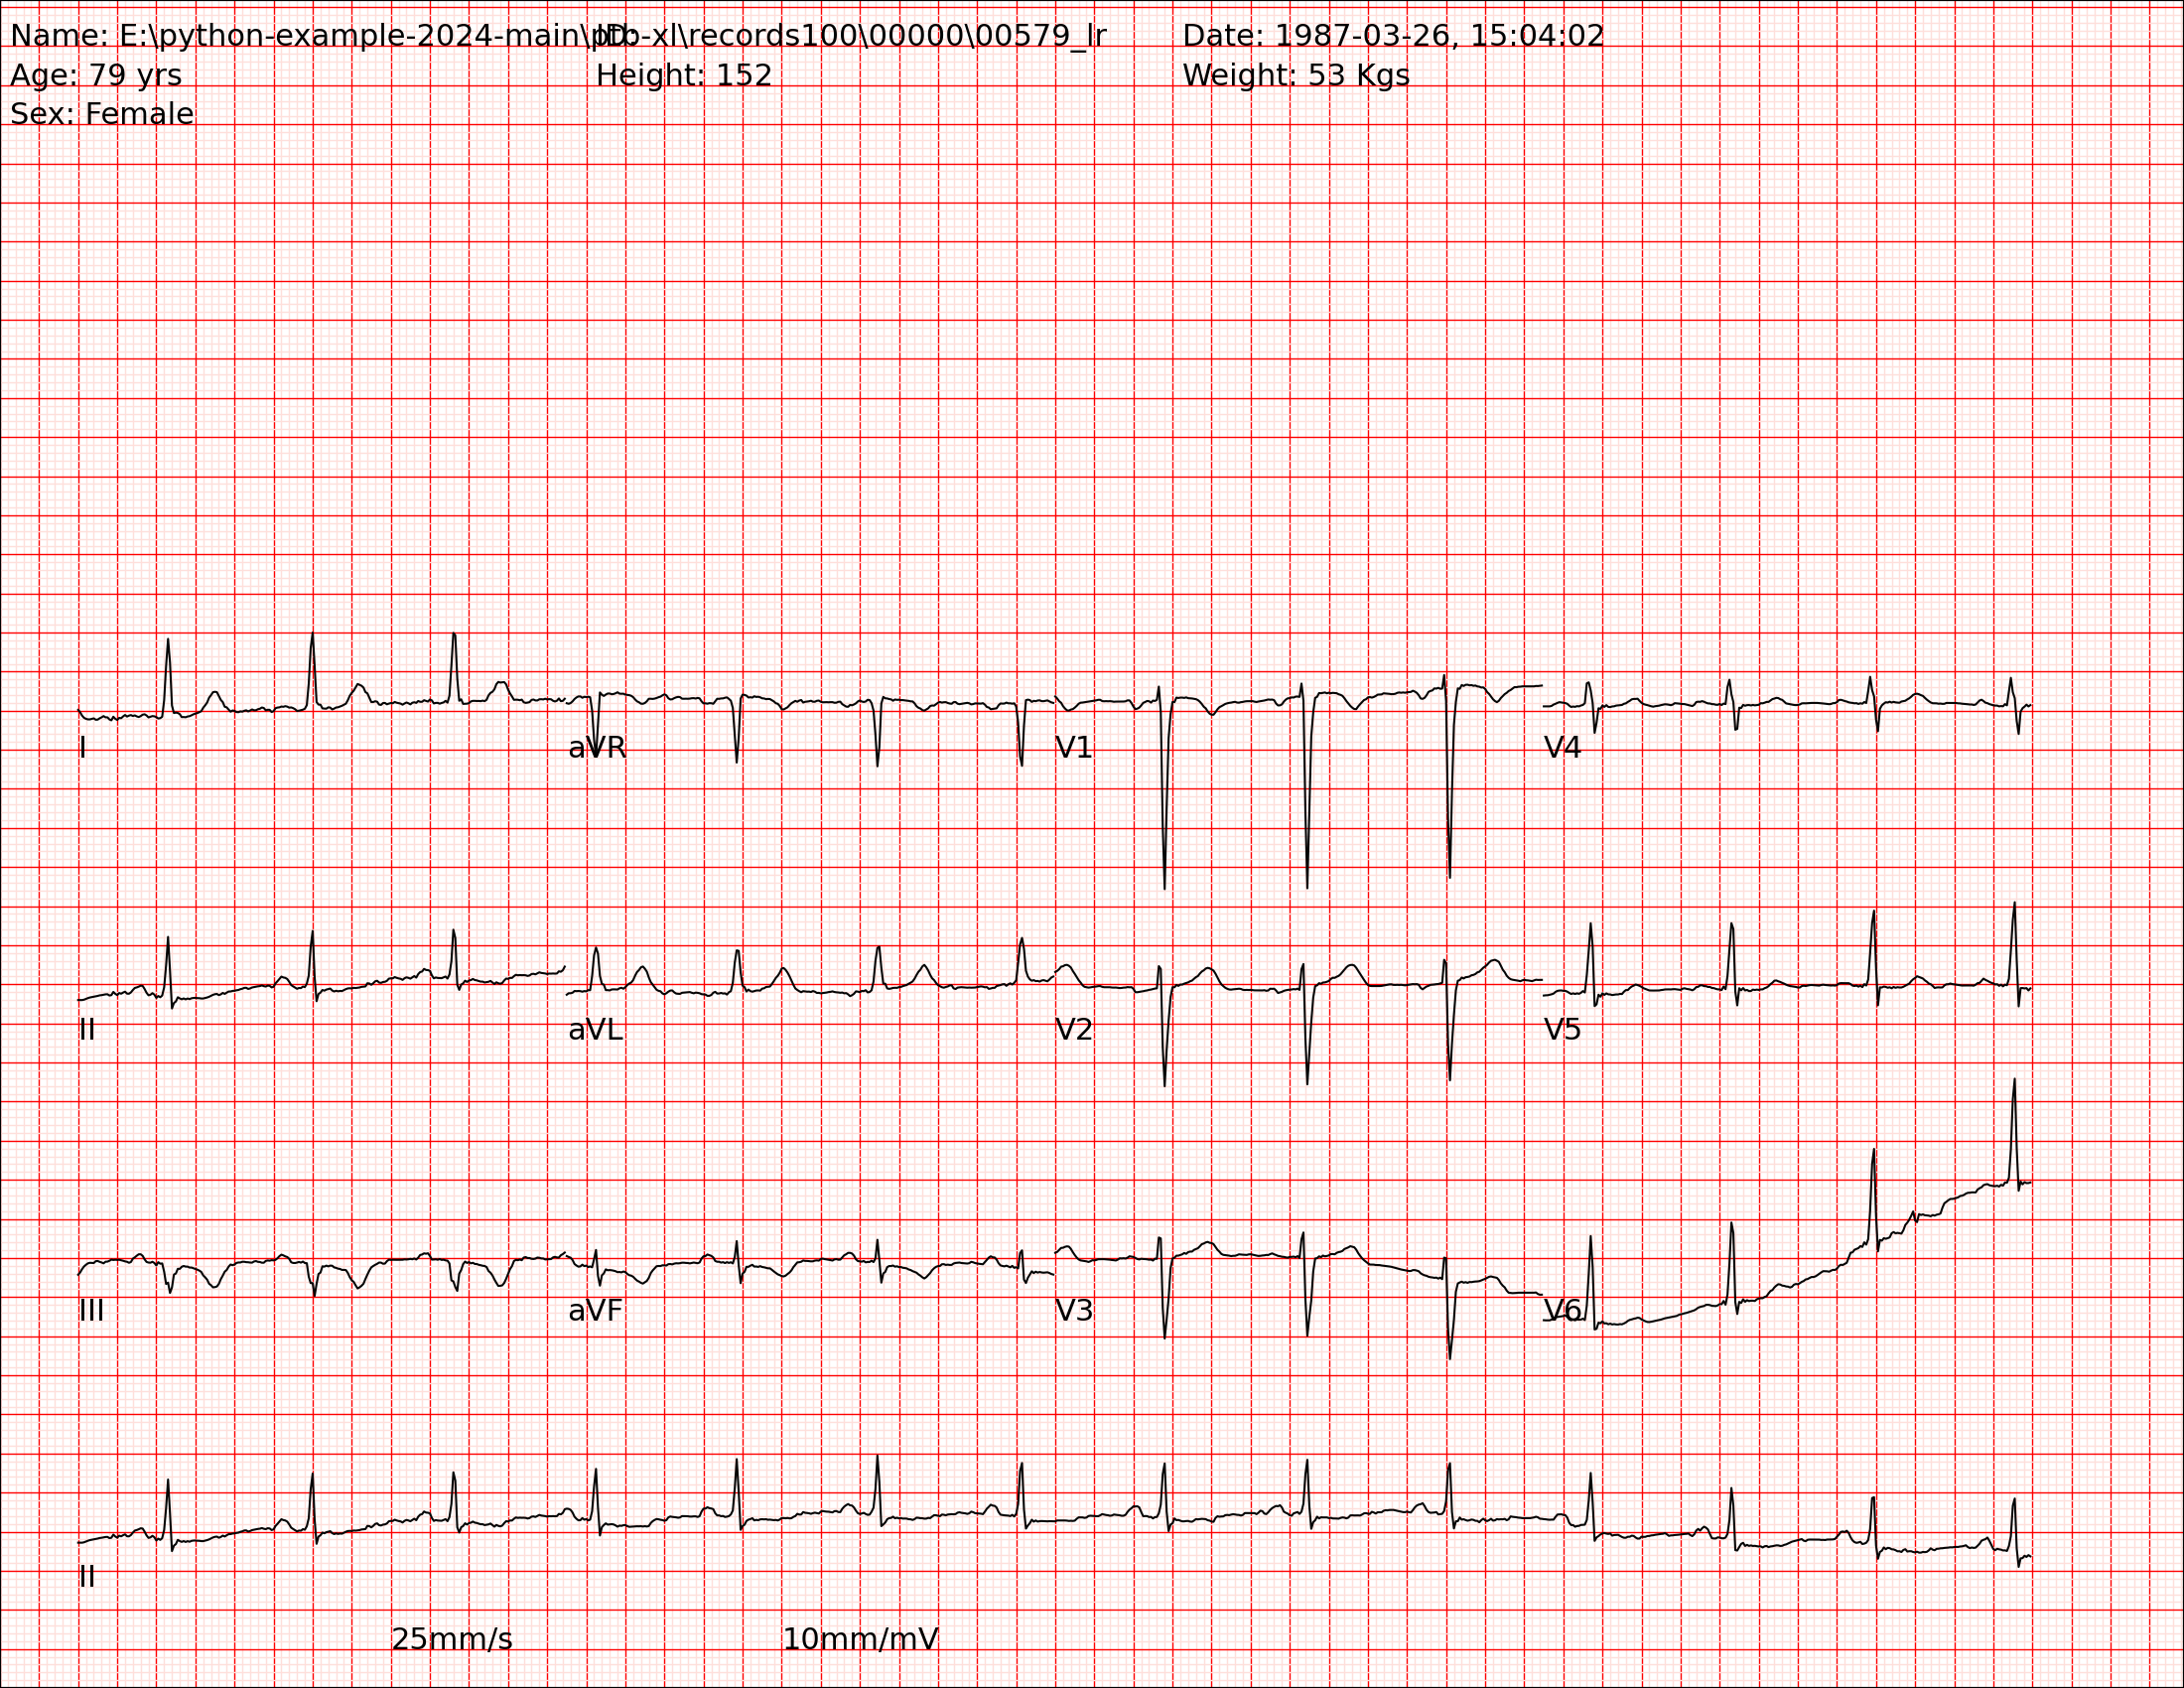 Name: E:\python-example-2024-main\ptb-xl\records100\00000\00579_lr ID: Date: 1987-03-26, 15:04:02
Age: 79 yrs Height: 152 Weight: 53 Kgs
Sex: Female
I aVR V1 V4
II aVL V2 V5
III aVF V3 V6
II
25mm/s 10mm/mV